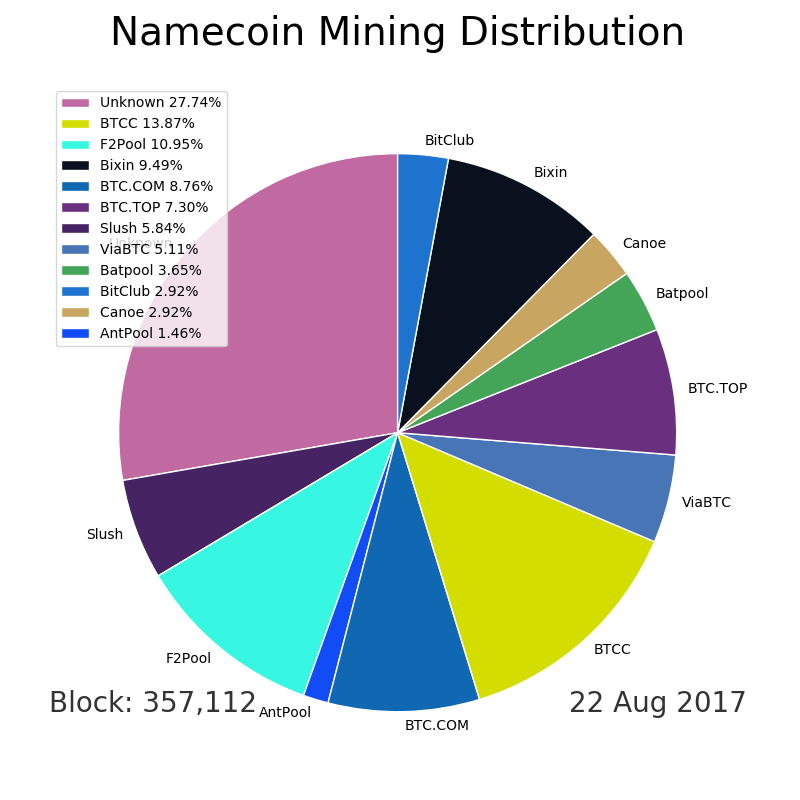 Namecoin Mining Distribution
Unknown 27.74%
BTCC 13.87%
F2Pool 10.95%
Bixin 9.49%
BTC.COM 8.76%
BTC.TOP 7.30%
Slush 5.84%
ViaBTC 5.11%
Batpool 3.65%
BitClub 2.92%
Canoe 2.92%
AntPool 1.46%
Unknown
BitClub
Bixin
Canoe
Batpool
BTC.TOP
ViaBTC
BTCC
BTC.COM
AntPool
F2Pool
Slush
Block: 357,112
22 Aug 2017